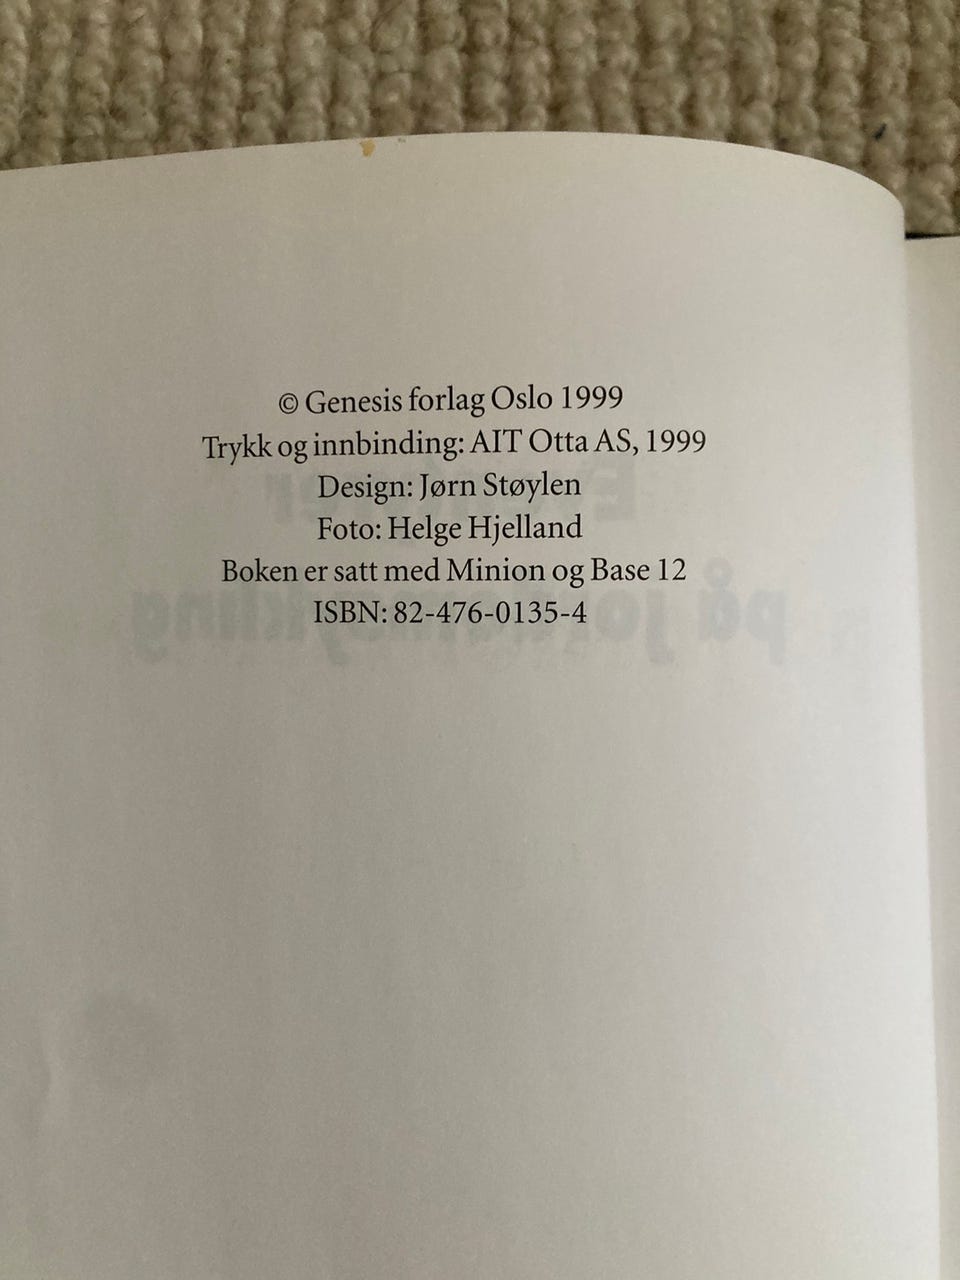 © Genesis forlag Oslo 1999
Trykk og innbinding: AIT Otta AS, 1999
Design: Jørn Støylen
Foto: Helge Hjelland
Boken er satt med Minion og Base 12
ISBN: 82-476-0135-4